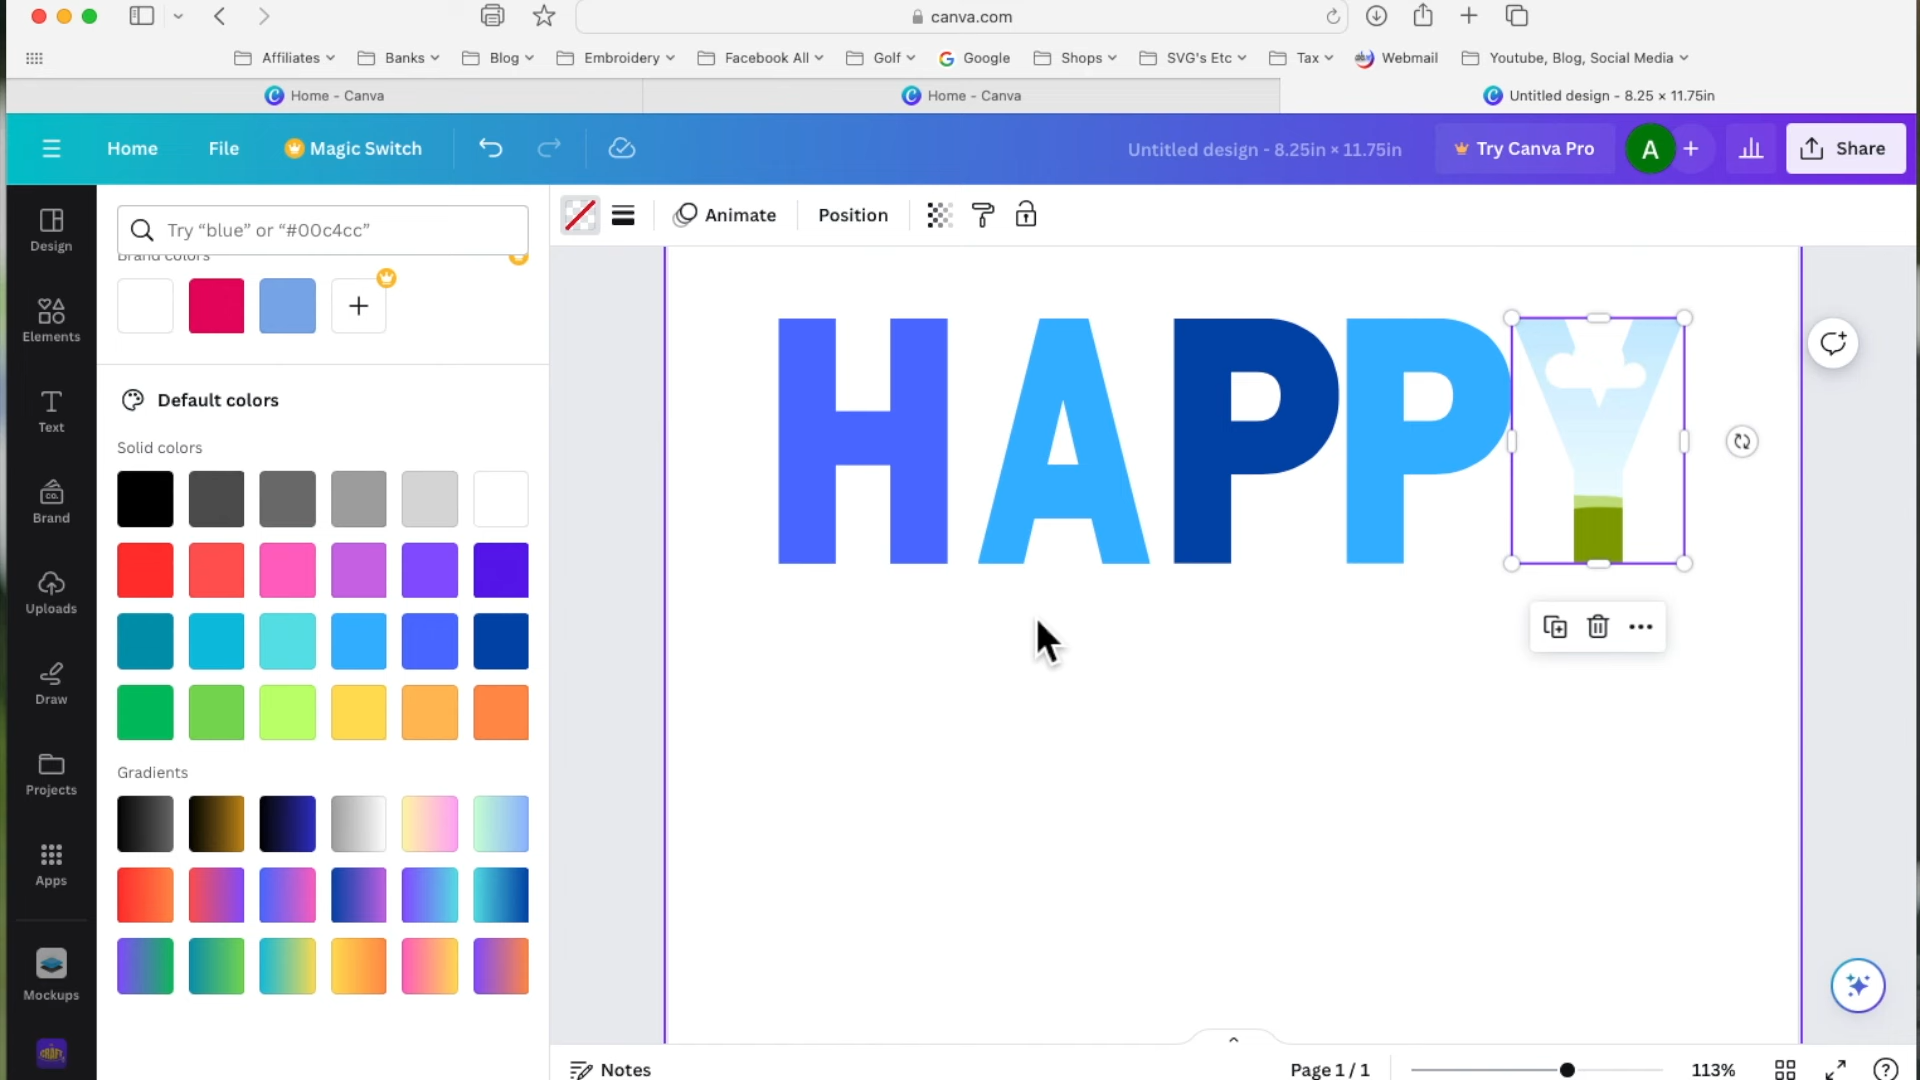 canva.com
Affiliates
Banks
Blog
Embroidery
Facebook All
Golf
Google
Shops
SVG's Etc
Tax
Webmail
Youtube, Blog, Social Media
Home - Canva
Home - Canva
Untitled design - 8.25 × 11.75in
Home
File
Magic Switch
Untitled design - 8.25in × 11.75in
Try Canva Pro
A
Share
Design
Elements
Text
Brand
Uploads
Draw
Projects
Apps
Mockups
Try “blue” or “#00c4cc”
Brand colors
Default colors
Solid colors
Gradients
Animate
Position
HAPPY
Notes
Page 1 / 1
113%